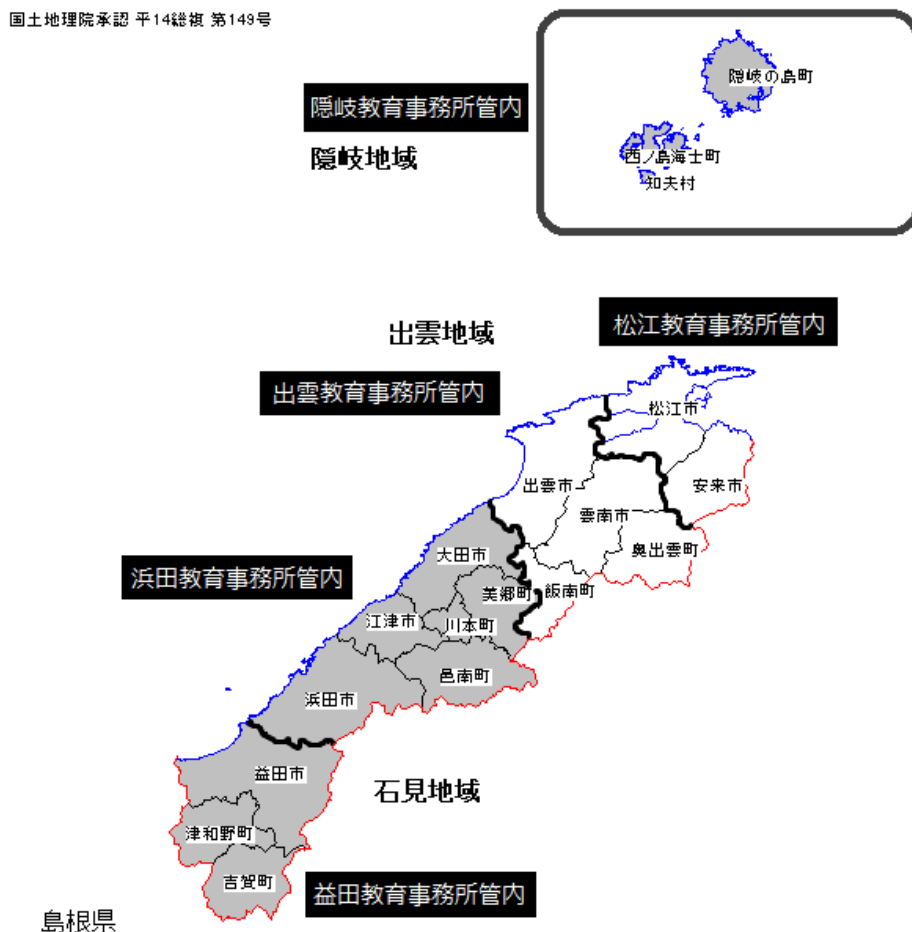 国土地理院承認 平14総複 第149号
隠岐の島町
隠岐教育事務所管内
隠岐地域
西ノ島海士町
知夫村
松江教育事務所管内
出雲地域
出雲教育事務所管内
松江市
出雲市
安来市
雲南市
大田市
奥出雲町
浜田教育事務所管内
美郷町
飯南町
江津市
川本町
邑南町
浜田市
益田市
石見地域
津和野町
吉賀町
益田教育事務所管内
島根県